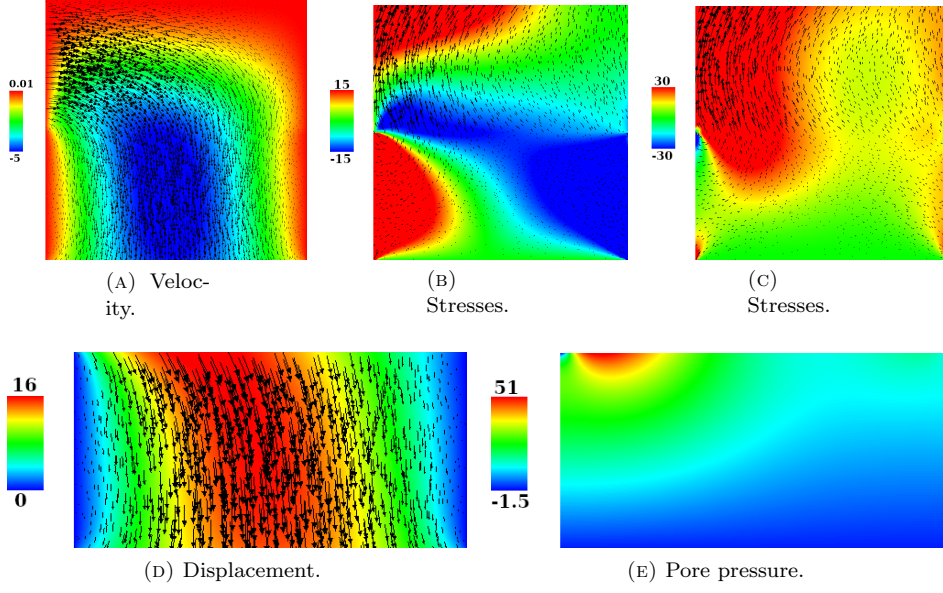 0.01
-5
15
-15
30
-30
(A) Veloc-
ity.
(B)
Stresses.
(C)
Stresses.
16
0
51
-1.5
(D) Displacement.
(E) Pore pressure.